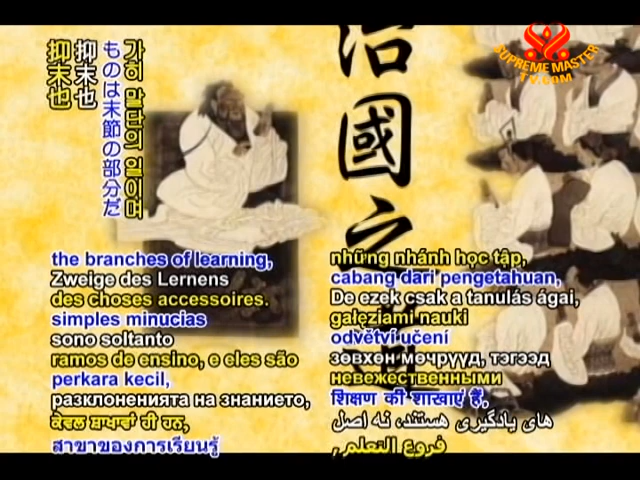 가히 말단의 일이며
ものは末節の部分だ
抑末也
抑末也
治國之道
SUPREME MASTER
TV.COM
the branches of learning,
Zweige des Lernens
des choses accessoires.
simples minucias
sono soltanto
ramos de ensino, e eles são
perkara kecil,
разклоненията на знанието,
ਕੇਵਲ ਸ਼ਾਖਾਵਾਂ ਹੀ ਹਨ,
สาขาของการเรียนรู้
những nhánh học tập,
cabang dari pengetahuan,
De ezek csak a tanulás ágai,
gałęziami nauki
odvětví učení
зөвхөн мөчрүүд, тэгээд
невежественными
शिक्षण की शाखाएं हैं,
های یادگیری هستند، نه اصل
فروع التعلم ,